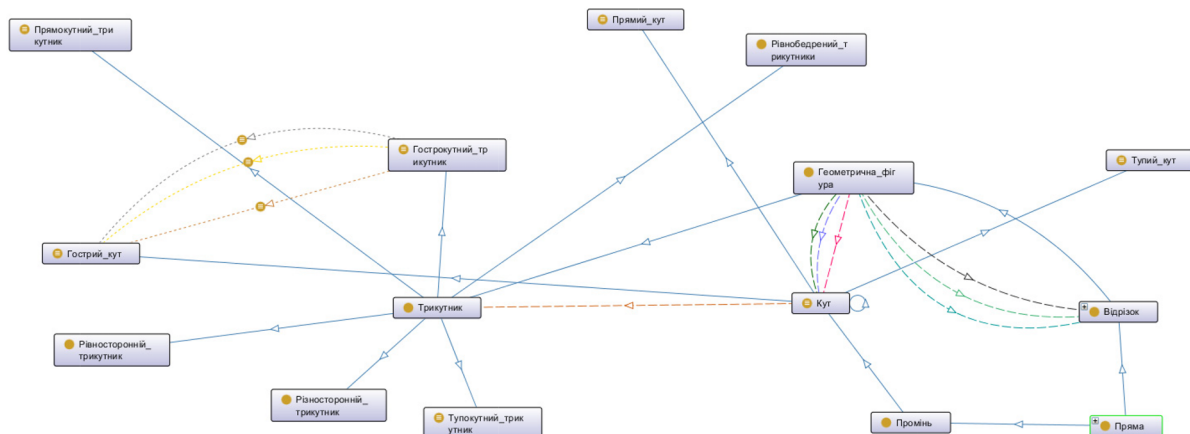 Прямокутний_три
кутник
Прямий_кут
Рівнобедрений_т
рикутники
Гострокутний_тр
икутник
Тупий_кут
Геометрична_фіг
ура
Гострий_кут
Трикутник
Кут
Відрізок
Рівносторонній_
трикутник
Різносторонній_
трикутник
Тупокутний_трик
утник
Промінь
Пряма